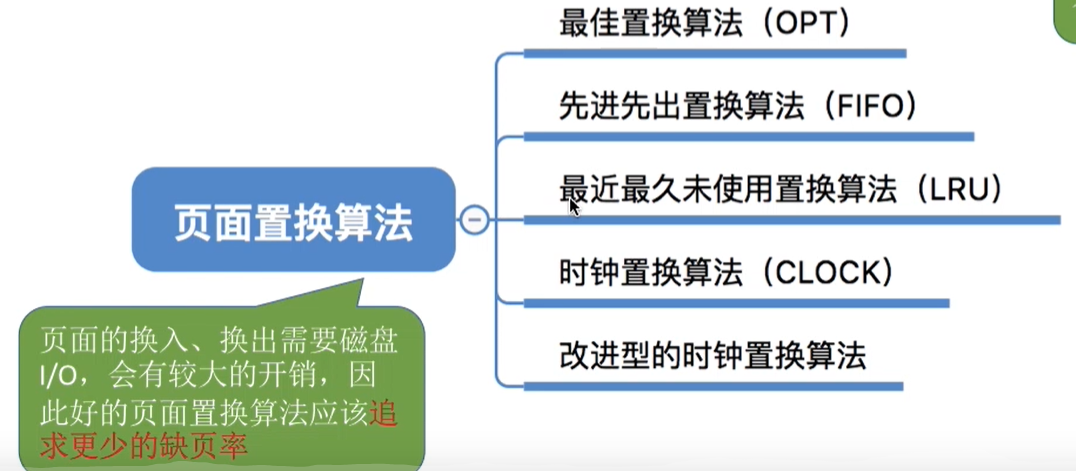 最佳置换算法（OPT）
先进先出置换算法（FIFO）
最近最久未使用置换算法（LRU）
页面置换算法
时钟置换算法（CLOCK）
改进型的时钟置换算法
页面的换入、换出需要磁盘
I/O，会有较大的开销，因
此好的页面置换算法应该追
求更少的缺页率